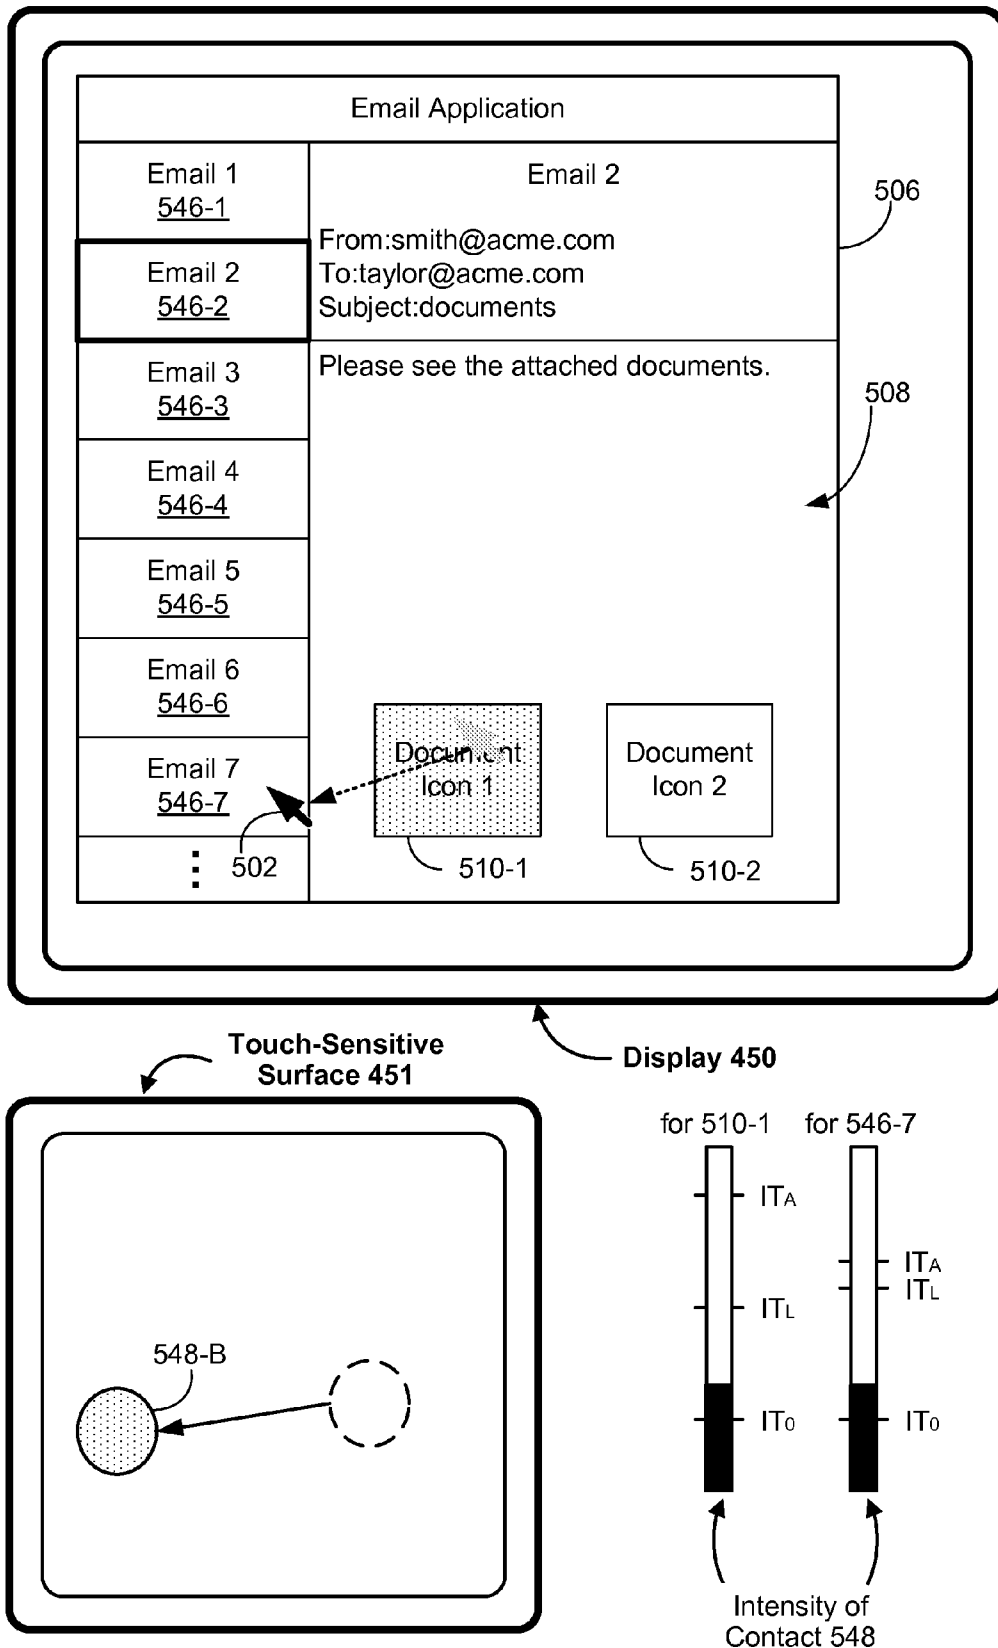 Email Application
Email 1
546-1
Email 2
546-2
Email 3
546-3
Email 4
546-4
Email 5
546-5
Email 6
546-6
Email 7
546-7
502
Email 2
From:smith@acme.com
To:taylor@acme.com
Subject:documents
Please see the attached documents.
506
508
Document
Icon 1
510-1
Document
Icon 2
510-2
Touch-Sensitive
Surface 451
Display 450
548-B
for 510-1
ITA
ITL
IT0
for 546-7
ITA
ITL
IT0
Intensity of
Contact 548